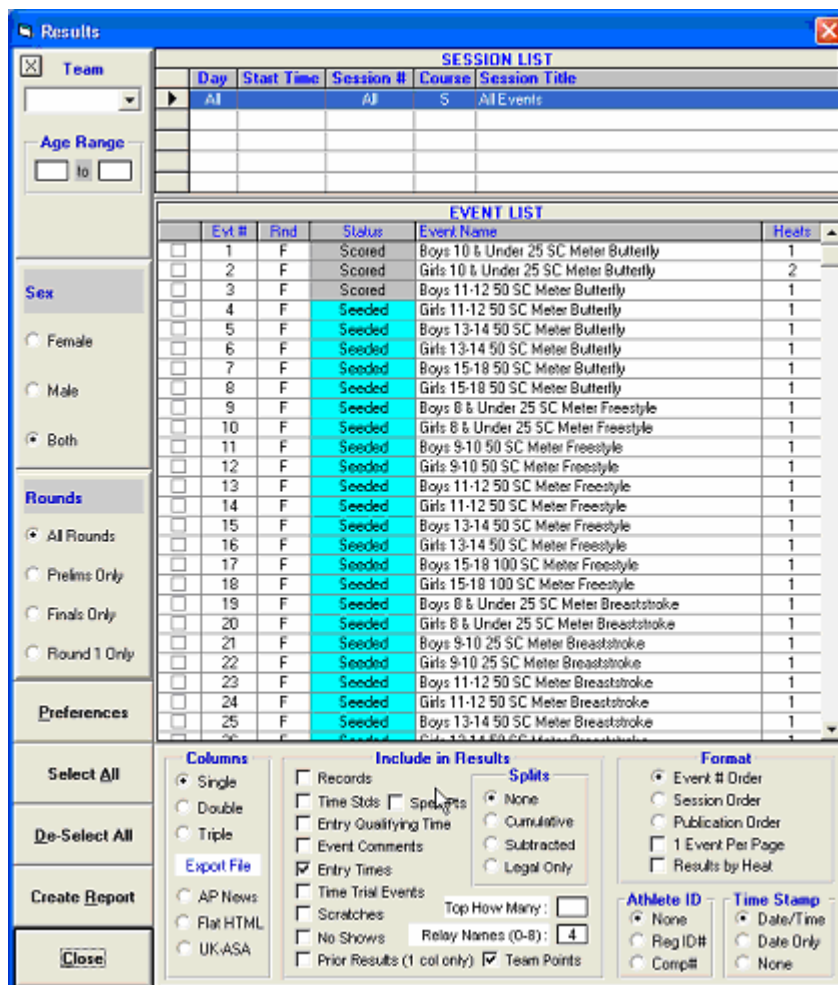 Results
Team
Age Range
to
Sex
Female
Male
Both
Rounds
All Rounds
Prelims Only
Finals Only
Round 1 Only
Preferences
Select All
De-Select All
Create Report
Close
SESSION LIST
Day Start Time Session # Course Session Title
All All S All Events
EVENT LIST
Evt # Rnd Status Event Name Heats
1 F Scored Boys 10 & Under 25 SC Meter Butterfly 1
2 F Scored Girls 10 & Under 25 SC Meter Butterfly 2
3 F Scored Boys 11-12 50 SC Meter Butterfly 1
4 F Seeded Girls 11-12 50 SC Meter Butterfly 1
5 F Seeded Boys 13-14 50 SC Meter Butterfly 1
6 F Seeded Girls 13-14 50 SC Meter Butterfly 1
7 F Seeded Boys 15-18 50 SC Meter Butterfly 1
8 F Seeded Girls 15-18 50 SC Meter Butterfly 1
9 F Seeded Boys 8 & Under 25 SC Meter Freestyle 1
10 F Seeded Girls 8 & Under 25 SC Meter Freestyle 1
11 F Seeded Boys 9-10 50 SC Meter Freestyle 1
12 F Seeded Girls 9-10 50 SC Meter Freestyle 1
13 F Seeded Boys 11-12 50 SC Meter Freestyle 1
14 F Seeded Girls 11-12 50 SC Meter Freestyle 1
15 F Seeded Boys 13-14 50 SC Meter Freestyle 1
16 F Seeded Girls 13-14 50 SC Meter Freestyle 1
17 F Seeded Boys 15-18 100 SC Meter Freestyle 1
18 F Seeded Girls 15-18 100 SC Meter Freestyle 1
19 F Seeded Boys 8 & Under 25 SC Meter Breaststroke 1
20 F Seeded Girls 8 & Under 25 SC Meter Breaststroke 1
21 F Seeded Boys 9-10 25 SC Meter Breaststroke 1
22 F Seeded Girls 9-10 25 SC Meter Breaststroke 1
23 F Seeded Boys 11-12 50 SC Meter Breaststroke 1
24 F Seeded Girls 11-12 50 SC Meter Breaststroke 1
25 F Seeded Boys 13-14 50 SC Meter Breaststroke 1
Columns
Single
Double
Triple
Export File
AP News
Flat HTML
UK-ASA
Include in Results
Records
Time Stds
Entry Qualifying Time
Event Comments
Entry Times
Time Trial Events
Scratches
No Shows
Prior Results (1 col only)
Splits
None
Cumulative
Subtracted
Legal Only
Top How Many :
Relay Names (0-8) : 4
Team Points
Format
Event # Order
Session Order
Publication Order
1 Event Per Page
Results by Heat
Athlete ID
None
Reg ID#
Comp#
Time Stamp
Date/Time
Date Only
None